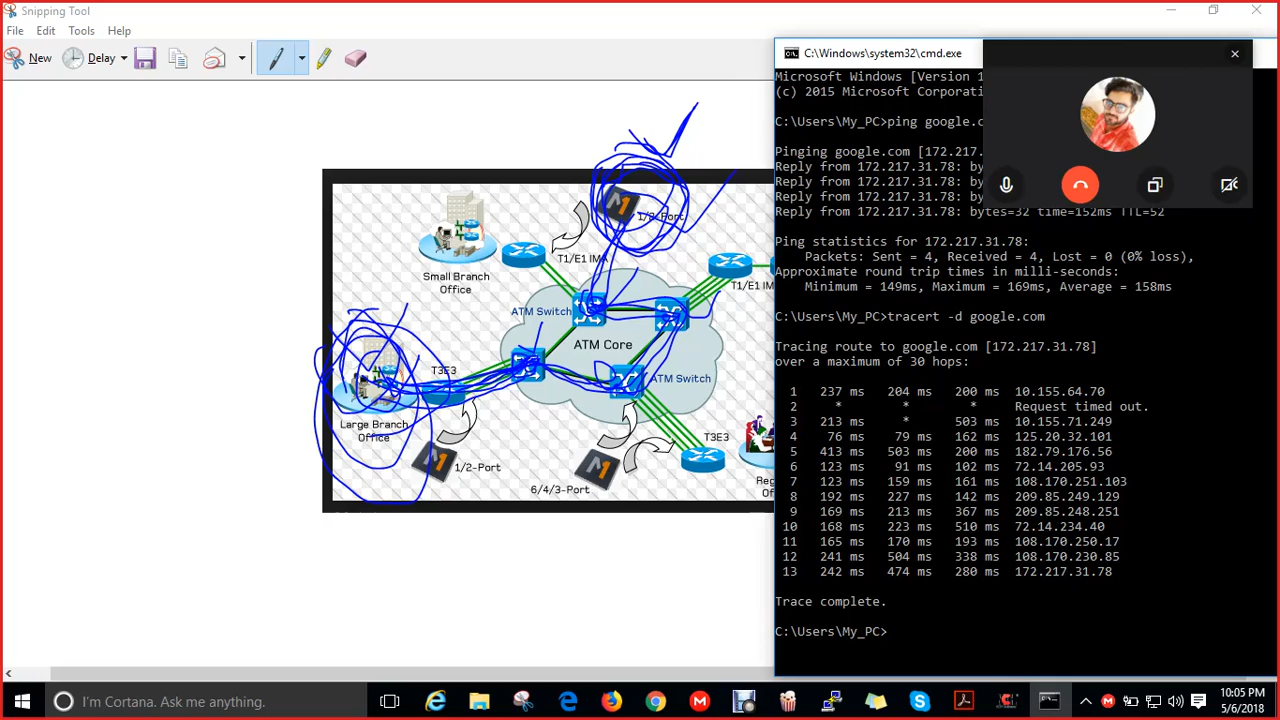 Snipping Tool
File Edit Tools Help
New Delay
Small Branch
Office
1/2-Port
T1/E1 IMA
T1/E1 IM
ATM Switch
ATM Core
ATM Switch
T3E3
Large Branch
Office
1/2-Port
6/4/3-Port
T3E3
Reg
Of
C:\Windows\system32\cmd.exe
Microsoft Windows [Version 1
(c) 2015 Microsoft Corporati
C:\Users\My_PC>ping google.c
Pinging google.com [172.217.
Reply from 172.217.31.78: by
Reply from 172.217.31.78: by
Reply from 172.217.31.78: by
Reply from 172.217.31.78: bytes=32 time=152ms TTL=52
Ping statistics for 172.217.31.78:
Packets: Sent = 4, Received = 4, Lost = 0 (0% loss),
Approximate round trip times in milli-seconds:
Minimum = 149ms, Maximum = 169ms, Average = 158ms
C:\Users\My_PC>tracert -d google.com
Tracing route to google.com [172.217.31.78]
over a maximum of 30 hops:
1 237 ms 204 ms 200 ms 10.155.64.70
2 * * * Request timed out.
3 213 ms * 503 ms 10.155.71.249
4 76 ms 79 ms 162 ms 125.20.32.101
5 413 ms 503 ms 200 ms 182.79.176.56
6 123 ms 91 ms 102 ms 72.14.205.93
7 123 ms 159 ms 161 ms 108.170.251.103
8 192 ms 227 ms 142 ms 209.85.249.129
9 169 ms 213 ms 367 ms 209.85.248.251
10 168 ms 223 ms 510 ms 72.14.234.40
11 165 ms 170 ms 193 ms 108.170.250.17
12 241 ms 504 ms 338 ms 108.170.230.85
13 242 ms 474 ms 280 ms 172.217.31.78
Trace complete.
C:\Users\My_PC>
I'm Cortana. Ask me anything.
10:05 PM
5/6/2018